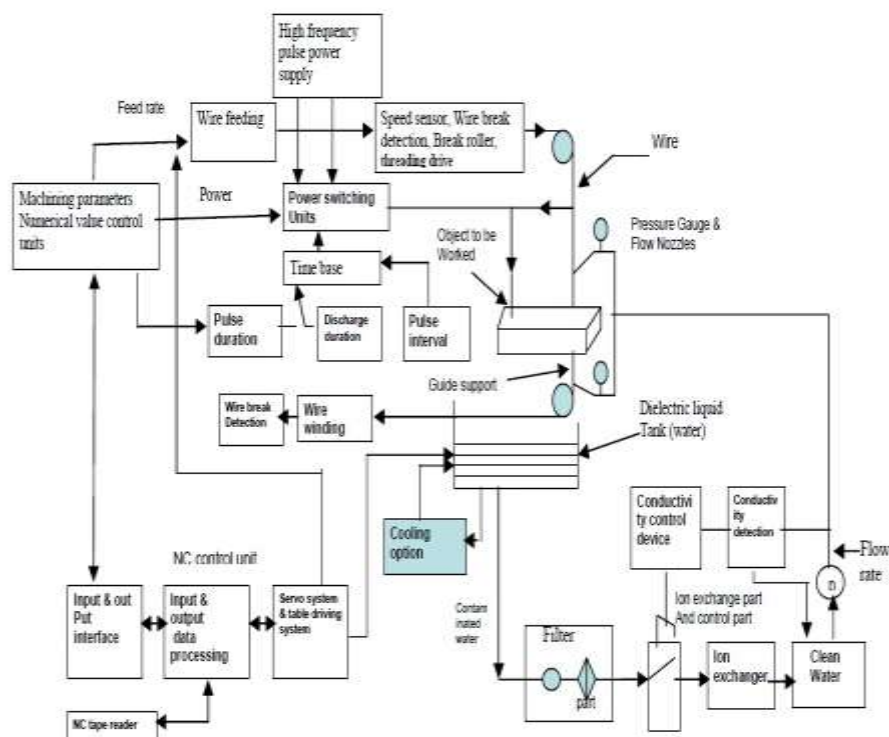 High frequency
pulse power
supply
Feed rate
Wire feeding
Speed sensor, Wire break
detection, Break roller,
threading drive
Wire
Machining parameters
Numerical value control
units
Power
Power switching
Units
Object to be
Worked
Pressure Gauge &
Flow Nozzles
Time base
Pulse
duration
Discharge
duration
Pulse
interval
Guide support
Wire break
Detection
Wire
winding
Dielectric liquid
Tank (water)
Cooling
option
Conductivi
ty control
device
Conductiv
ity
detection
Flow
rate
n
NC control unit
Input & out
Put
interface
Input &
output
data
processing
Servo system
& table driving
system
Contam
inated
water
Ion exchange part
And control part
Filter
part
Ion
exchanger
Clean
Water
NC tape reader